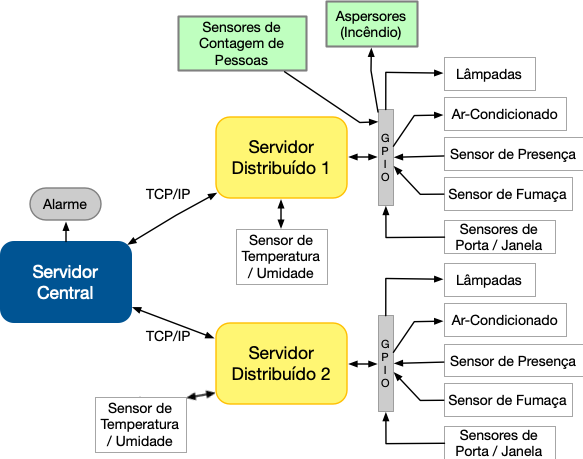 Sensores de
Contagem de
Pessoas
Aspersores
(Incêndio)
Lâmpadas
Ar-Condicionado
Sensor de Presença
Sensor de Fumaça
Sensores de
Porta / Janela
GPIO
Servidor
Distribuído 1
TCP/IP
Alarme
Sensor de
Temperatura
/ Umidade
Servidor
Central
TCP/IP
Servidor
Distribuído 2
GPIO
Lâmpadas
Ar-Condicionado
Sensor de Presença
Sensor de Fumaça
Sensores de
Porta / Janela
Sensor de
Temperatura
/ Umidade